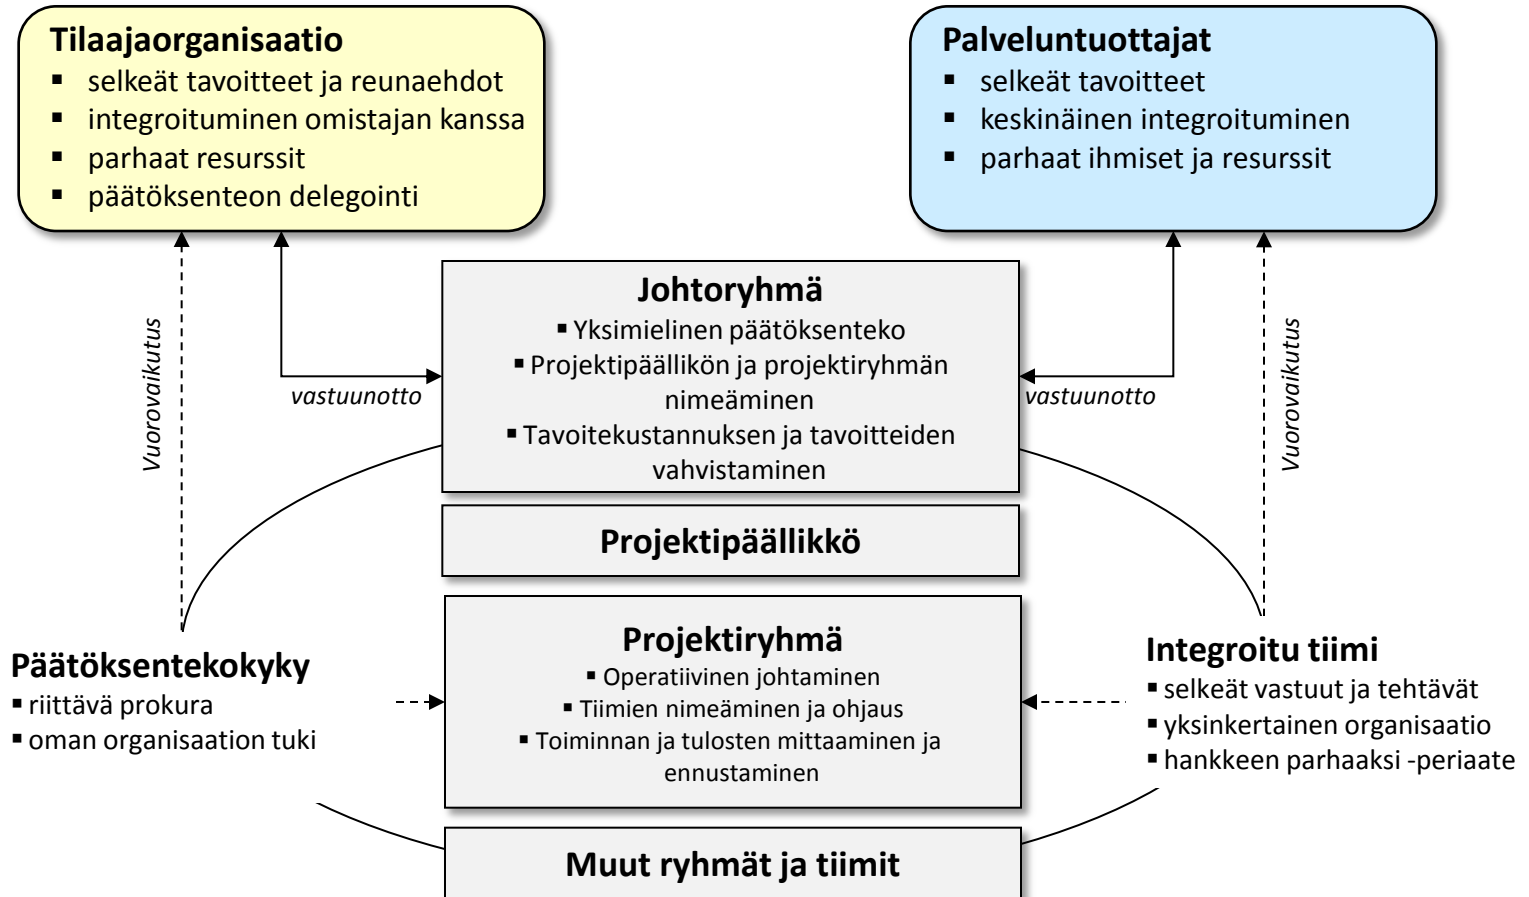 Tilaajaorganisaatio
▪ selkeät tavoitteet ja reunaehdot
▪ integroituminen omistajan kanssa
▪ parhaat resurssit
▪ päätöksenteon delegointi
Palveluntuottajat
▪ selkeät tavoitteet
▪ keskinäinen integroituminen
▪ parhaat ihmiset ja resurssit
Vuorovaikutus
vastuunotto
Johtoryhmä
▪ Yksimielinen päätöksenteko
▪ Projektipäällikön ja projektiryhmän
nimeäminen
▪ Tavoitekustannuksen ja tavoitteiden
vahvistaminen
vastuunotto
Vuorovaikutus
Projektipäällikkö
Päätöksentekokyky
▪ riittävä prokura
▪ oman organisaation tuki
Projektiryhmä
▪ Operatiivinen johtaminen
▪ Tiimien nimeäminen ja ohjaus
▪ Toiminnan ja tulosten mittaaminen ja
ennustaminen
Integroitu tiimi
▪ selkeät vastuut ja tehtävät
▪ yksinkertainen organisaatio
▪ hankkeen parhaaksi -periaate
Muut ryhmät ja tiimit